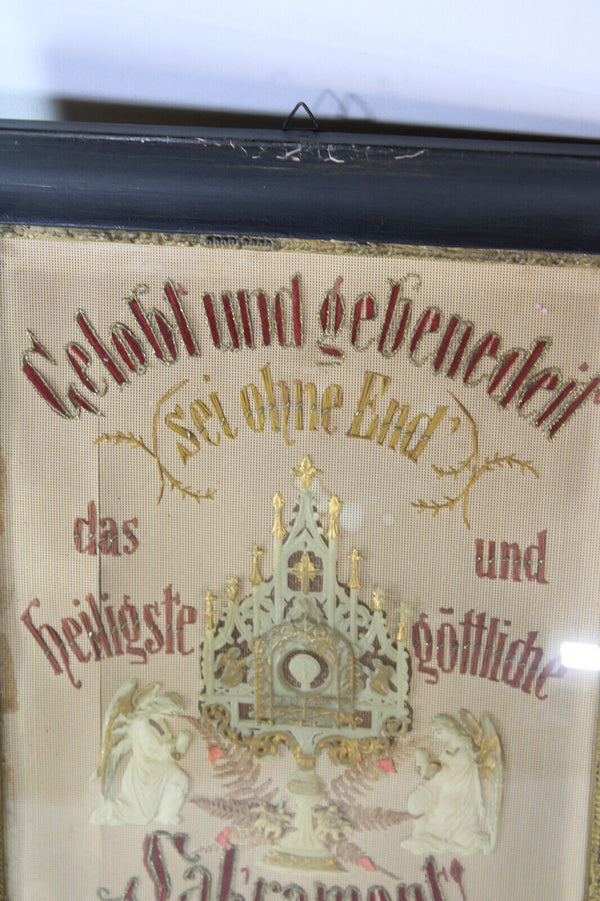 Gelobt und gebenedeit
sei ohne End'
das und
heiligste göttliche
Sakrament